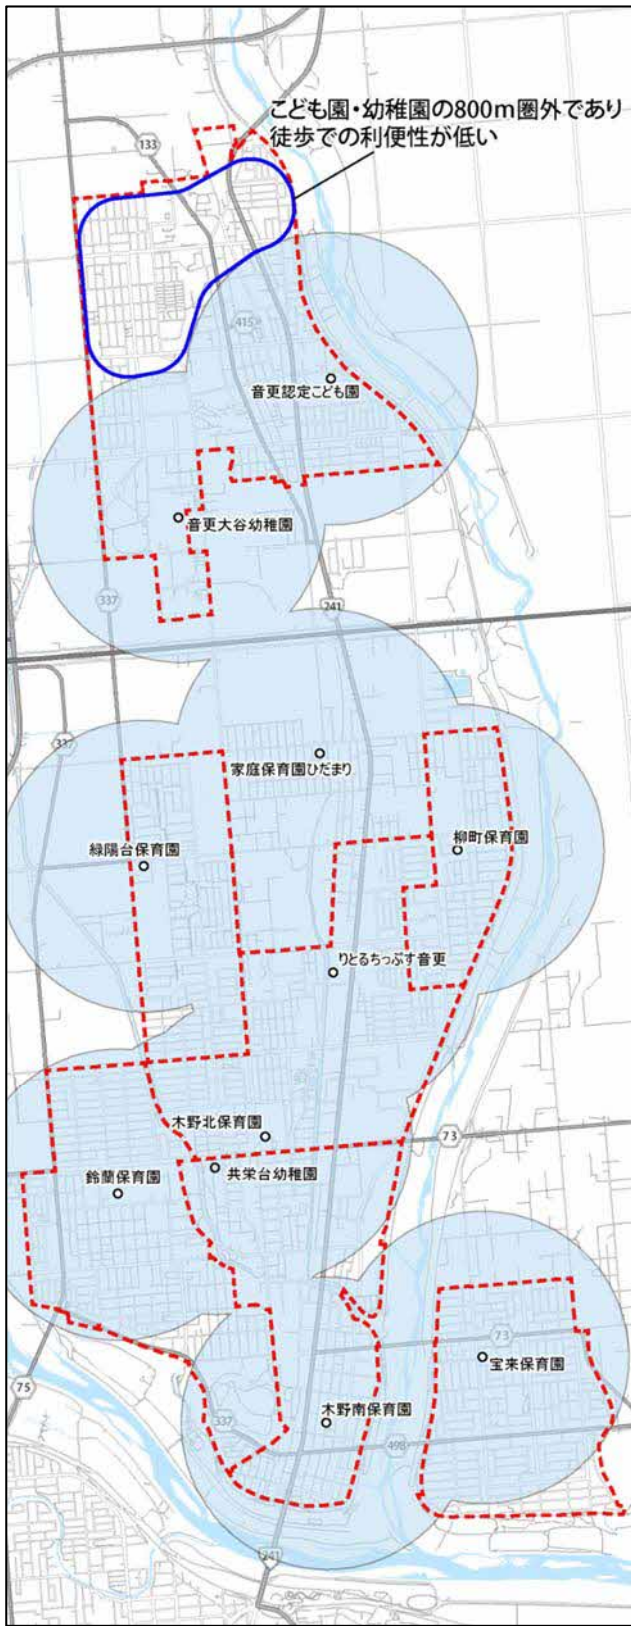 こども園・幼稚園の800m圏外であり
徒歩での利便性が低い
133
415
音更認定こども園
音更大谷幼稚園
337
241
337
家庭保育園ひだまり
緑陽台保育園
柳町保育園
りとるちっぷす音更
木野北保育園
73
共栄台幼稚園
鈴蘭保育園
73
宝来保育園
75
木野南保育園
337
498
241